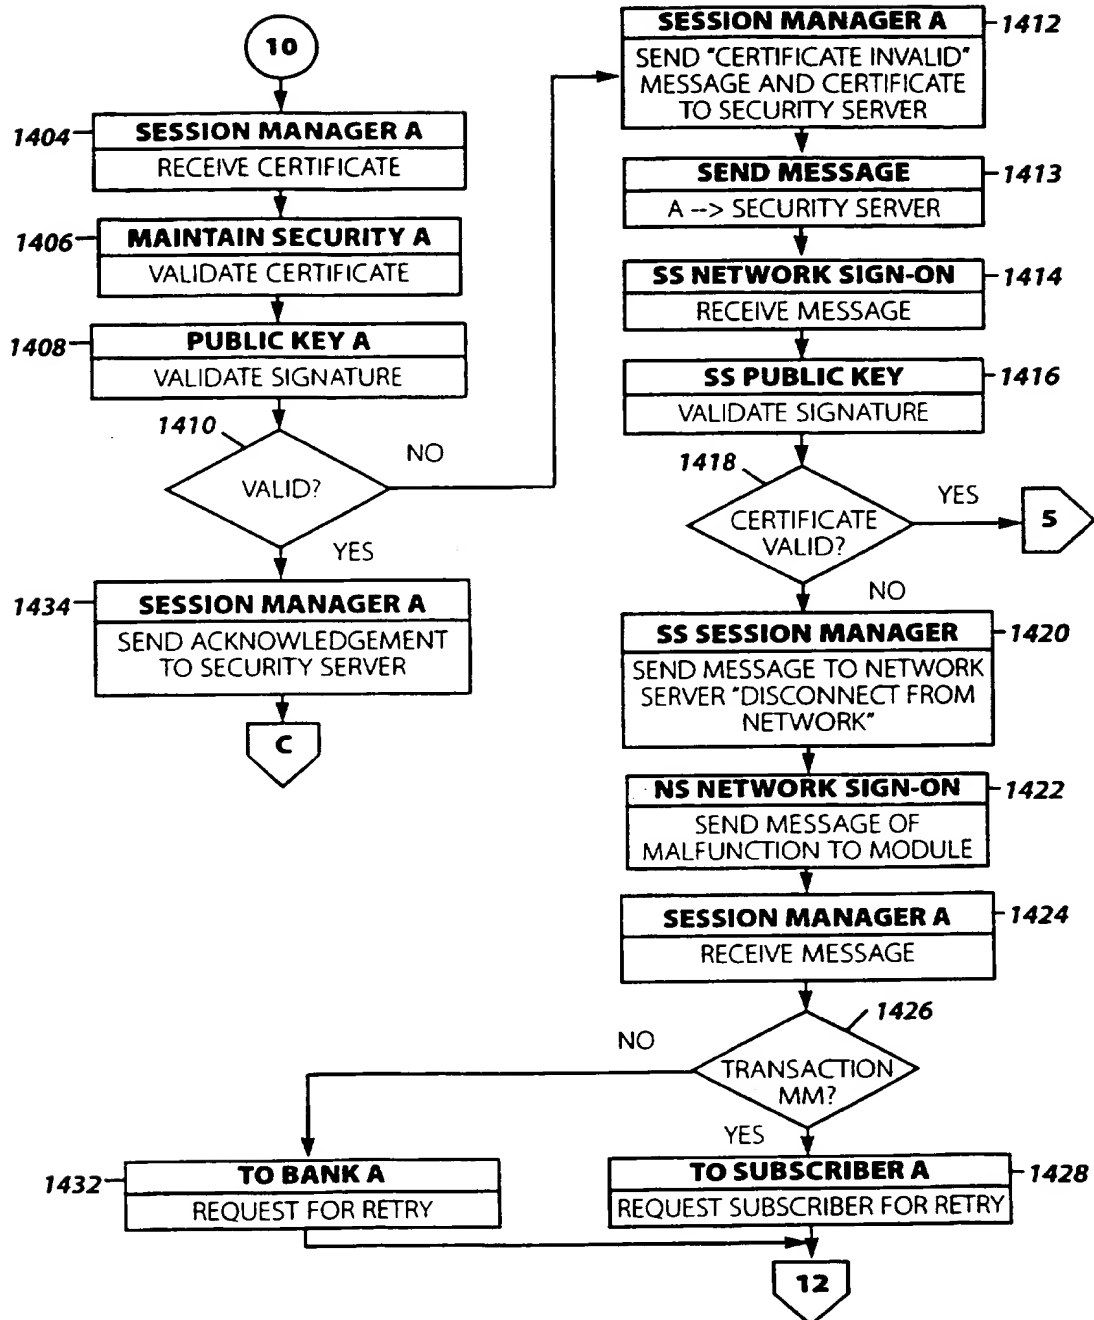 10
1404
SESSION MANAGER A
RECEIVE CERTIFICATE
1406
MAINTAIN SECURITY A
VALIDATE CERTIFICATE
1408
PUBLIC KEY A
VALIDATE SIGNATURE
1410
VALID?
NO
YES
1434
SESSION MANAGER A
SEND ACKNOWLEDGEMENT
TO SECURITY SERVER
C
SESSION MANAGER A
1412
SEND "CERTIFICATE INVALID"
MESSAGE AND CERTIFICATE
TO SECURITY SERVER
SEND MESSAGE
1413
A --> SECURITY SERVER
SS NETWORK SIGN-ON
1414
RECEIVE MESSAGE
SS PUBLIC KEY
1416
VALIDATE SIGNATURE
1418
CERTIFICATE
VALID?
YES
5
NO
SS SESSION MANAGER
1420
SEND MESSAGE TO NETWORK
SERVER "DISCONNECT FROM
NETWORK"
NS NETWORK SIGN-ON
1422
SEND MESSAGE OF
MALFUNCTION TO MODULE
SESSION MANAGER A
1424
RECEIVE MESSAGE
1426
TRANSACTION
MM?
NO
YES
1432
TO BANK A
REQUEST FOR RETRY
TO SUBSCRIBER A
1428
REQUEST SUBSCRIBER FOR RETRY
12